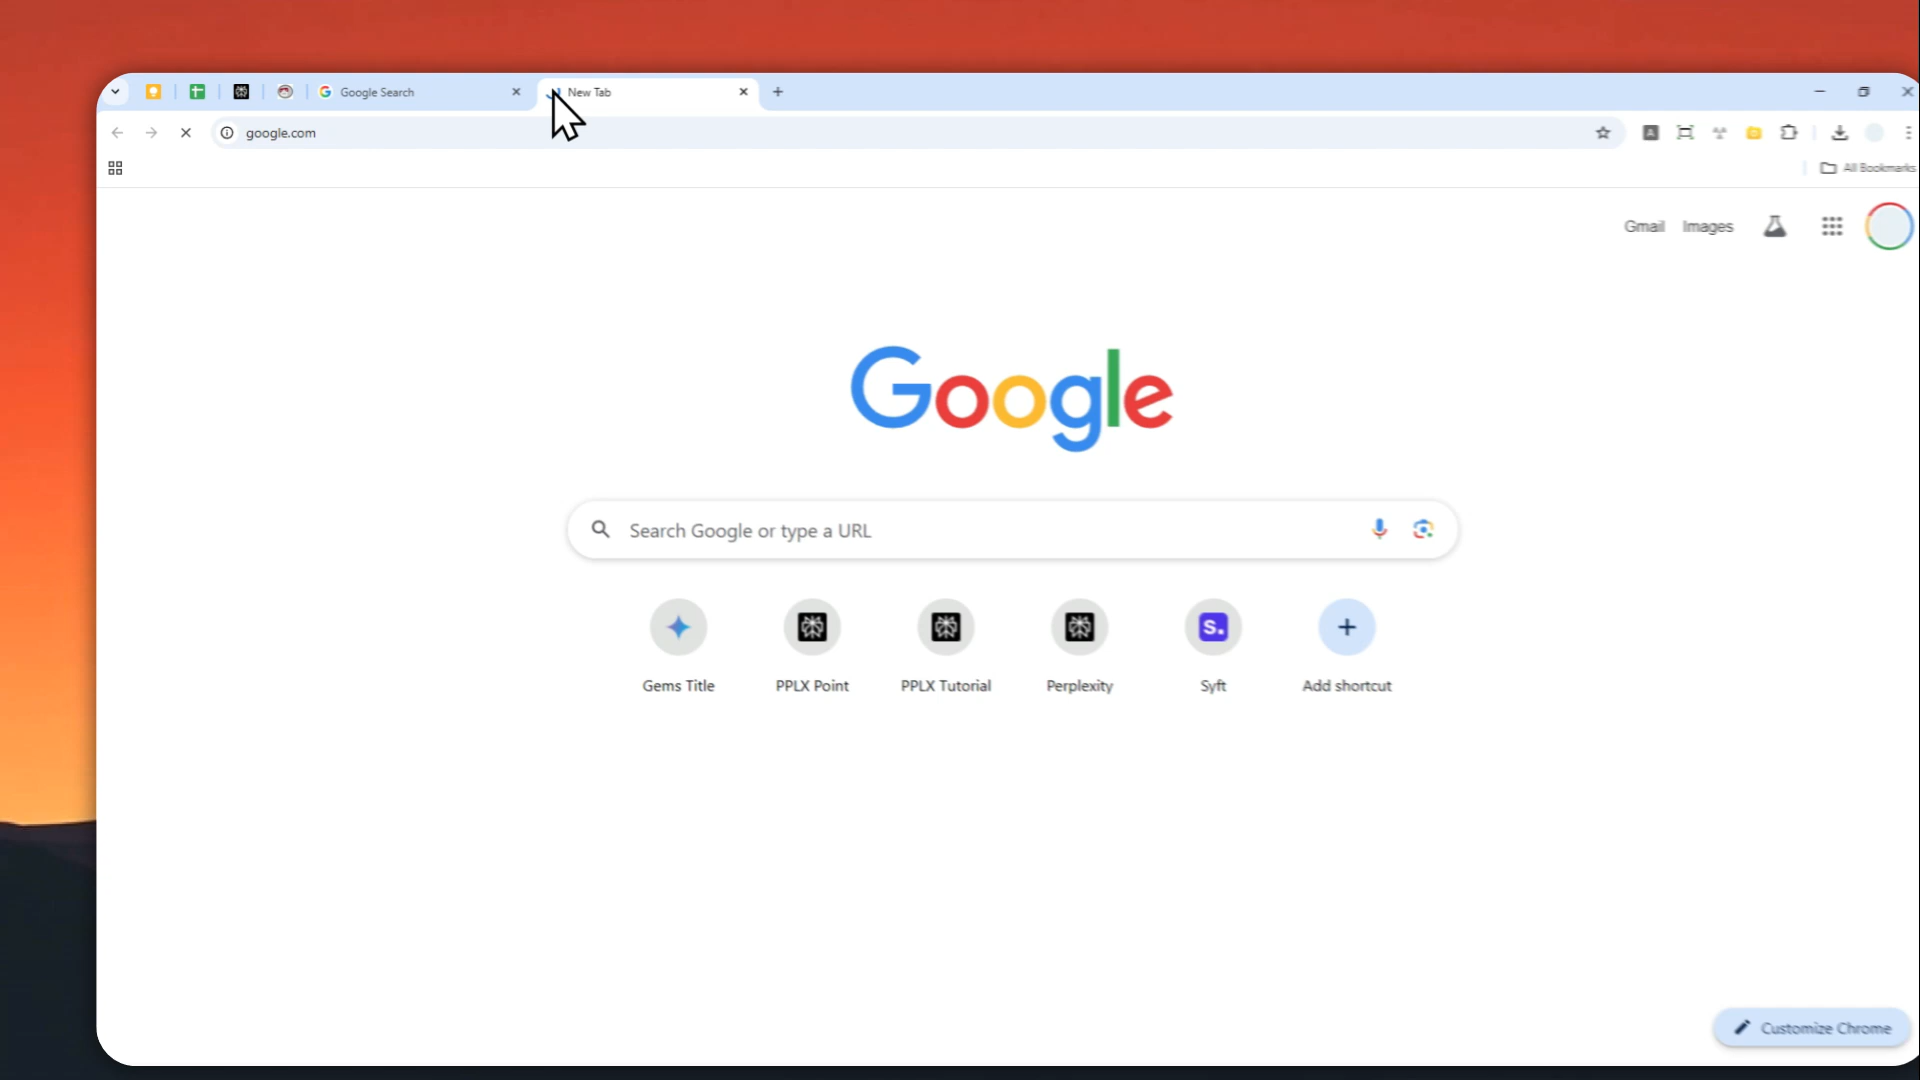 Google Search
New Tab
google.com
All Bookmarks
Gmail Images
Google
Search Google or type a URL
S.
Gems Title PPLX Point PPLX Tutorial Perplexity Syft Add shortcut
Customize Chrome